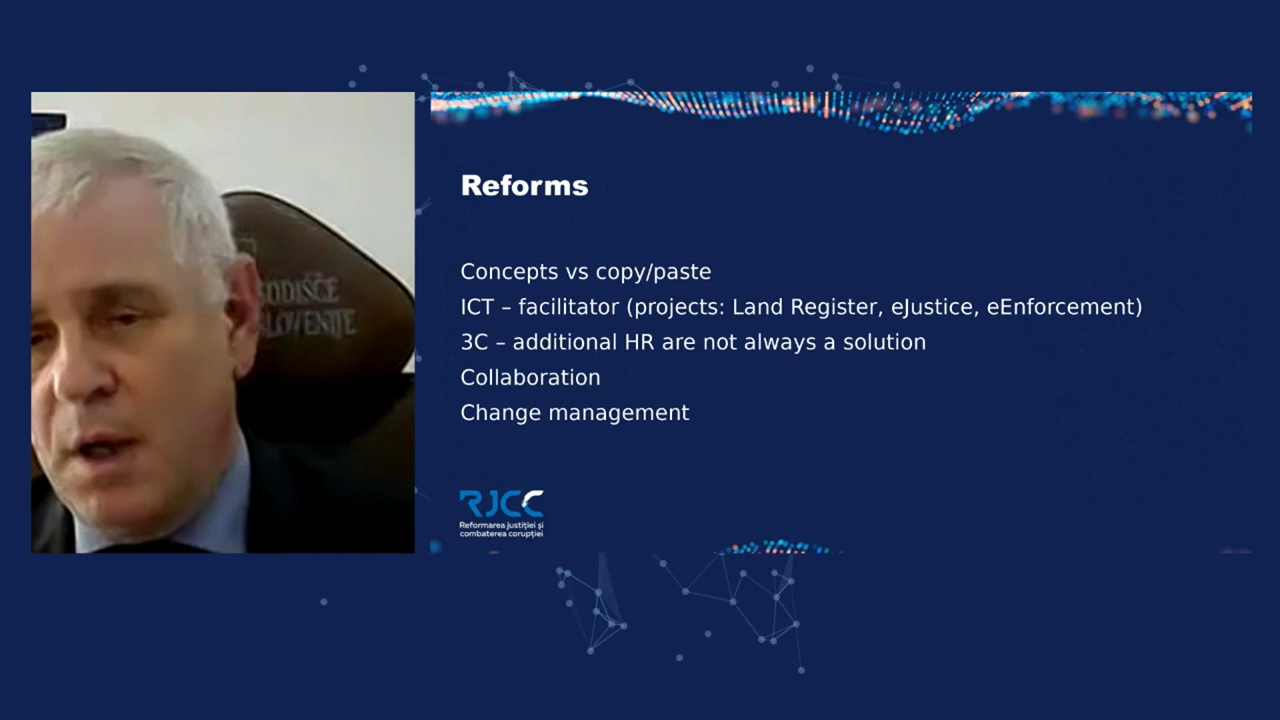 ODIŠČE
LOVENIJE
Reforms
Concepts vs copy/paste
ICT – facilitator (projects: Land Register, eJustice, eEnforcement)
3C – additional HR are not always a solution
Collaboration
Change management
RJCC
Reformarea justiției și
combaterea corupției